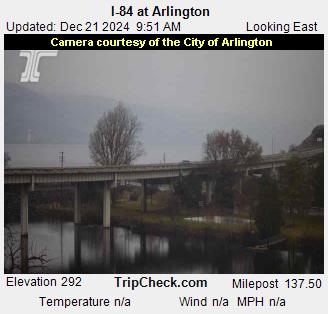 I-84 at Arlington
Updated: Dec 21 2024 9:51 AM Looking East
Camera courtesy of the City of Arlington
Elevation 292 TripCheck.com Milepost 137.50
Temperature n/a Wind n/a MPH n/a